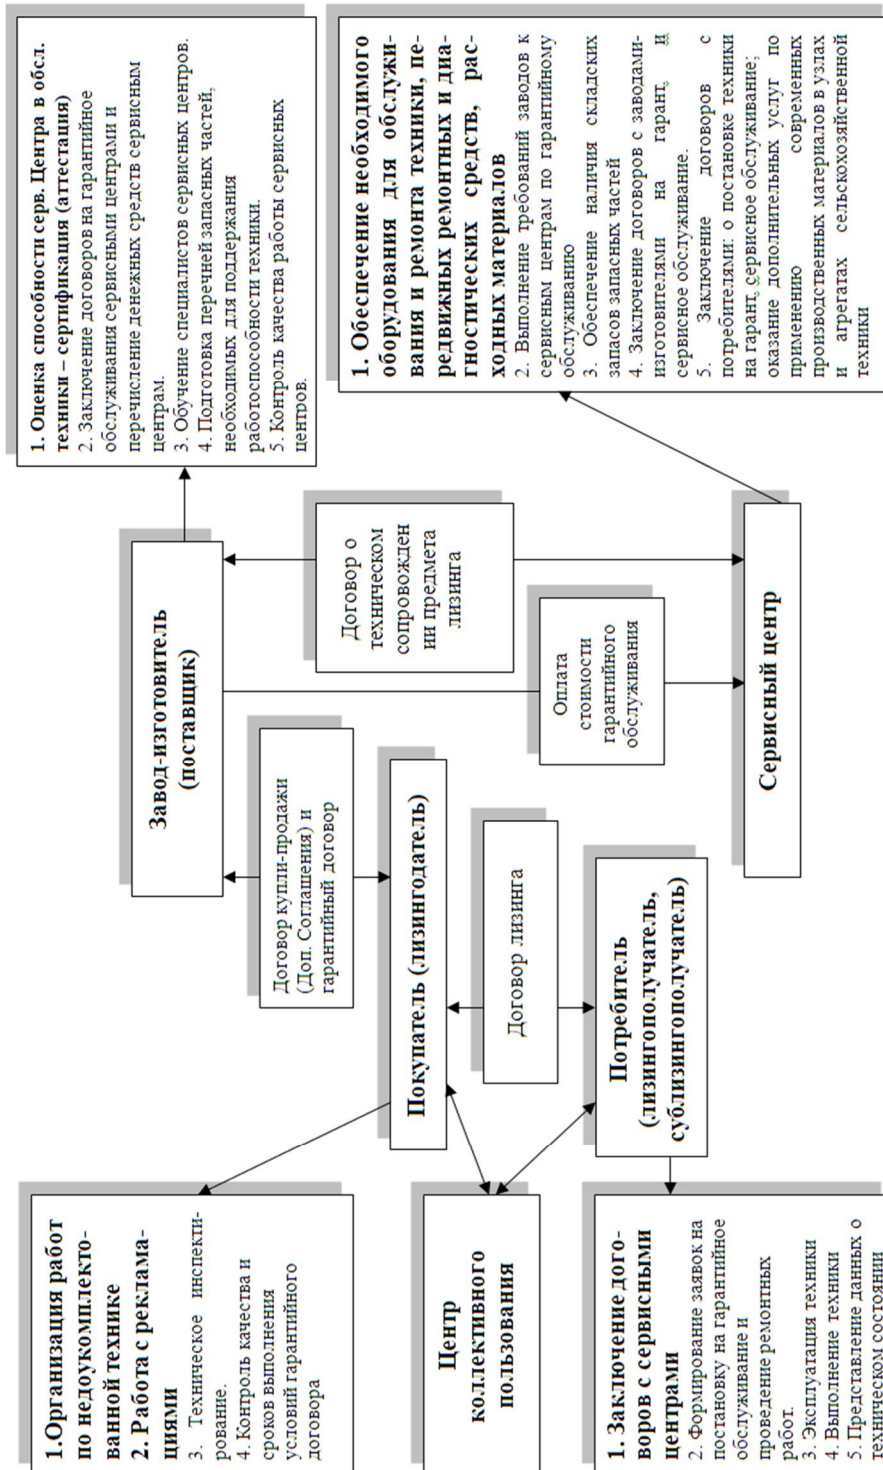 1.Организация работ
по недоукомплекто-
ванной технике
2. Работа с реклама-
циями
3. Техническое инспекти-
рование.
4. Контроль качества и
сроков выполнения
условий гарантийного
договора
Центр
коллективного
пользования
1. Заключение дого-
воров с сервисными
центрами
2. Формирование заявок на
постановку на гарантийное
обслуживание и
проведение ремонтных
работ.
3. Эксплуатация техники
4. Выполнение техники
5. Представление данных о
техническом состоянии
Завод-изготовитель
(поставщик)
Договор купли-продажи
(Доп. Соглашения) и
гарантийный договор
Покупатель (лизингодатель)
Договор лизинга
Потребитель
(лизингополучатель,
сублизингополучатель)
Договор о
техническом
сопровожден
ии предмета
лизинга
Оплата
стоимости
гарантийного
обслуживания
Сервисный центр
1. Оценка способности серв. Центра в обсл.
техники – сертификация (аттестация)
2. Заключение договоров на гарантийное
обслуживания сервисными центрами и
перечисление денежных средств сервисным
центрам.
3. Обучение специалистов сервисных центров.
4. Подготовка перечней запасных частей,
необходимых для поддержания
работоспособности техники.
5. Контроль качества работы сервисных
центров.
1. Обеспечение необходимого
оборудования для обслужи-
вания и ремонта техники, пе-
редвижных ремонтных и диа-
гностических средств, рас-
ходных материалов
2. Выполнение требований заводов к
сервисным центрам по гарантийному
обслуживанию
3. Обеспечение наличия складских
запасов запасных частей
4. Заключение договоров с заводами-
изготовителями на гарант, и
сервисное обслуживание.
5. Заключение договоров с
потребителями: о постановке техники
на гарант, сервисное обслуживание;
оказание дополнительных услуг по
применению современных
производственных материалов в узлах
и агрегатах сельскохозяйственной
техники